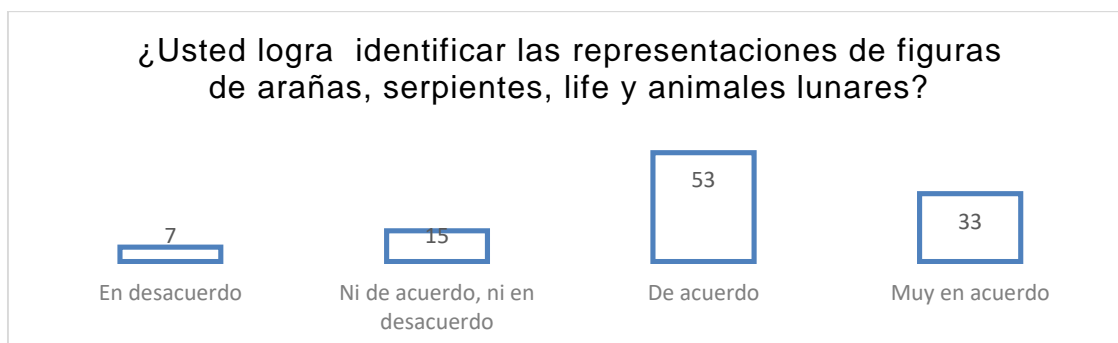 ¿Usted logra  identificar las representaciones de figuras
de arañas, serpientes, life y animales lunares?
7
15
53
33
En desacuerdo
Ni de acuerdo, ni en
desacuerdo
De acuerdo
Muy en acuerdo